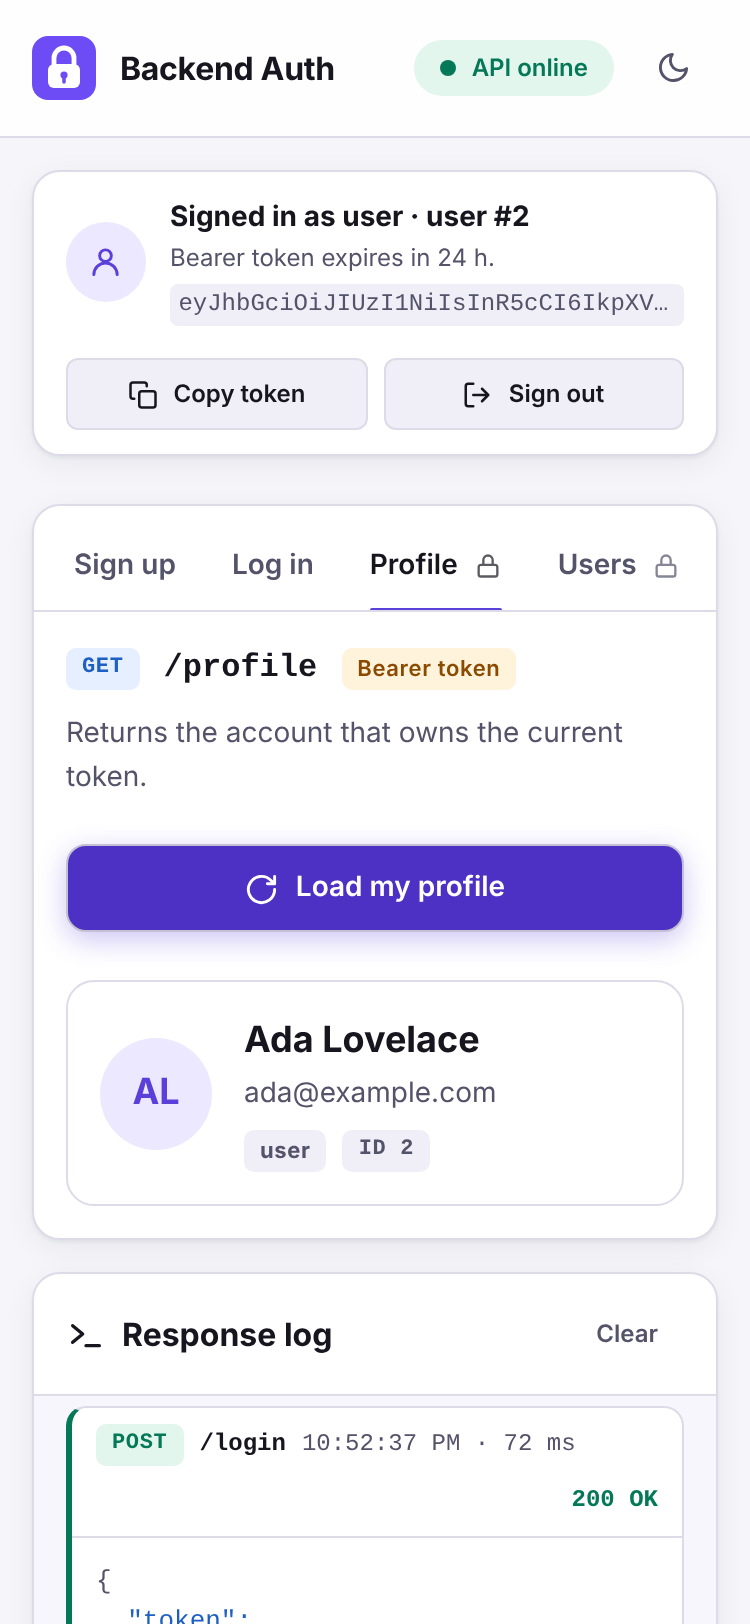 Backend Auth
API online
Signed in as user · user #2
Bearer token expires in 24 h.
eyJhbGciOiJIUzI1NiIsInR5cCI6IkpXV…
Copy token
Sign out
Sign up
Log in
Profile
Users
GET /profile Bearer token
Returns the account that owns the current
token.
Load my profile
AL
Ada Lovelace
ada@example.com
user
ID 2
Response log
Clear
POST /login 10:52:37 PM · 72 ms
200 OK
{
"token":